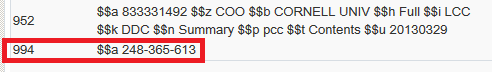 952 $$a 833331492 $$z COO $$b CORNELL UNIV $$h Full $$i LCC
$$k DDC $$n Summary $$p pcc $$t Contents $$u 20130329
994 $$a 248-365-613